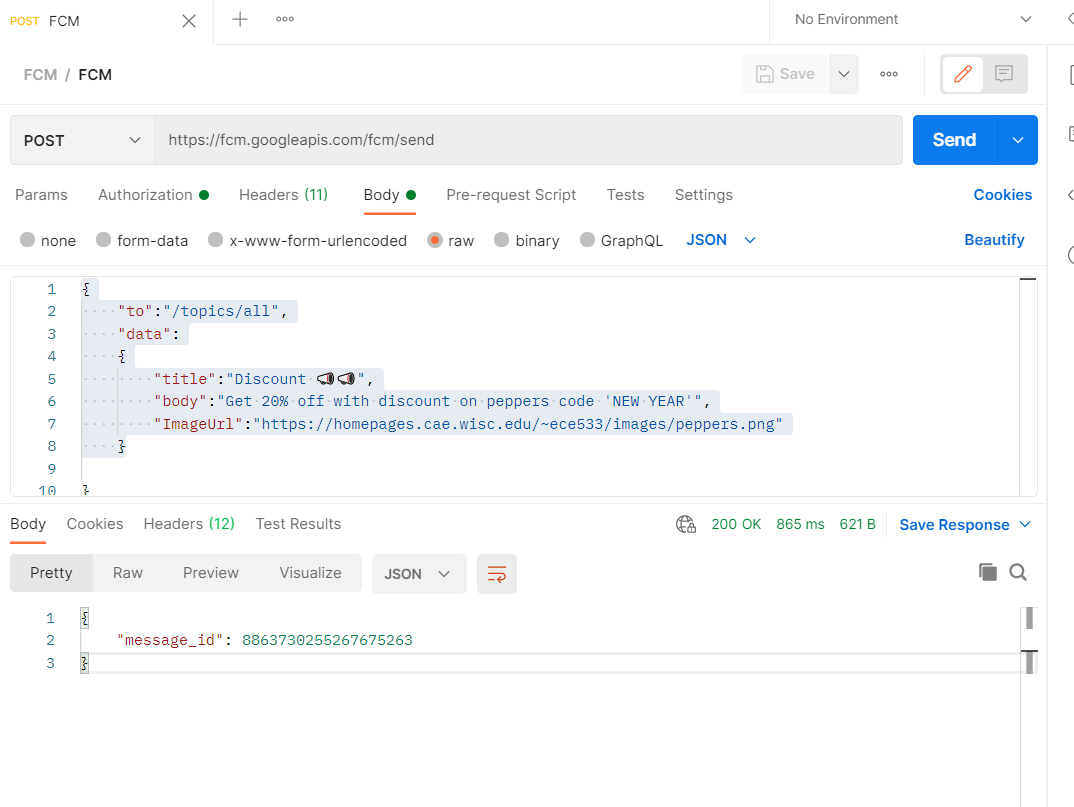 POST FCM
No Environment
FCM / FCM
Save
POST
https://fcm.googleapis.com/fcm/send
Send
Params Authorization Headers (11) Body Pre-request Script Tests Settings Cookies
none form-data x-www-form-urlencoded raw binary GraphQL JSON Beautify
1 {
2 "to":"/topics/all",
3 "data":
4 {
5 "title":"Discount 📣📣",
6 "body":"Get 20% off with discount on peppers code 'NEW YEAR'",
7 "ImageUrl":"https://homepages.cae.wisc.edu/~ece533/images/peppers.png"
8 }
9
10 }
Body Cookies Headers (12) Test Results 200 OK 865 ms 621 B Save Response
Pretty Raw Preview Visualize JSON
1 {
2 "message_id": 8863730255267675263
3 }